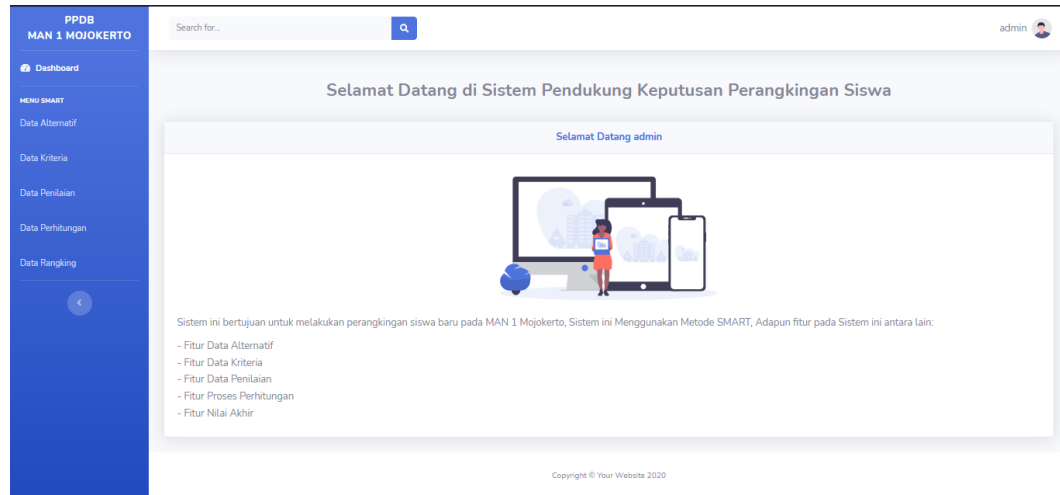 PPDB
MAN 1 MOJOKERTO
Dashboard
MENU SMART
Data Alternatif
Data Kriteria
Data Penilaian
Data Perhitungan
Data Rangking
Search for...
admin
Selamat Datang di Sistem Pendukung Keputusan Perangkingan Siswa
Selamat Datang admin
Sistem ini bertujuan untuk melakukan perangkingan siswa baru pada MAN 1 Mojokerto, Sistem ini Menggunakan Metode SMART, Adapun fitur pada Sistem ini antara lain:
- Fitur Data Alternatif
- Fitur Data Kriteria
- Fitur Data Penilaian
- Fitur Proses Perhitungan
- Fitur Nilai Akhir
Copyright © Your Website 2020